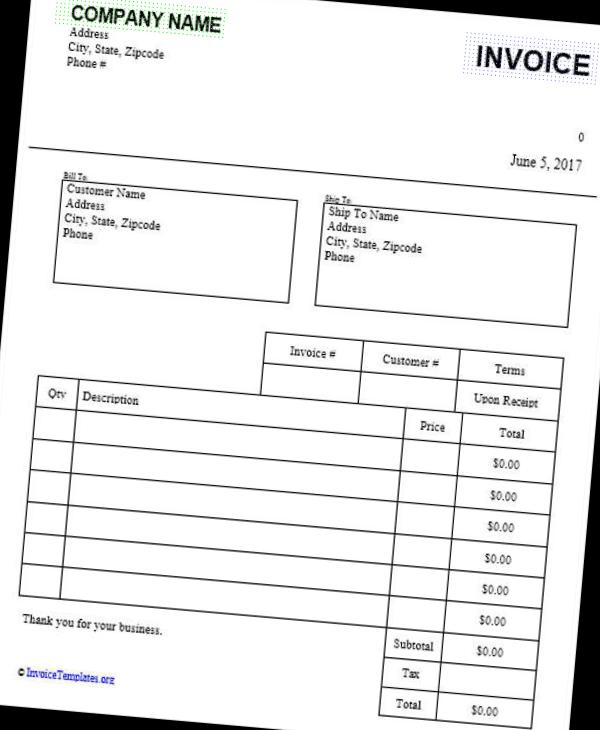 COMPANY NAME
Address
City, State, Zipcode
Phone #
INVOICE
0
June 5, 2017
Bill To:
Customer Name
Address
City, State, Zipcode
Phone
Ship To:
Ship To Name
Address
City, State, Zipcode
Phone
Invoice # Customer # Terms
Upon Receipt
Qty Description Price Total
$0.00
$0.00
$0.00
$0.00
$0.00
$0.00
Thank you for your business.
Subtotal $0.00
Tax
Total $0.00
© InvoiceTemplates.org